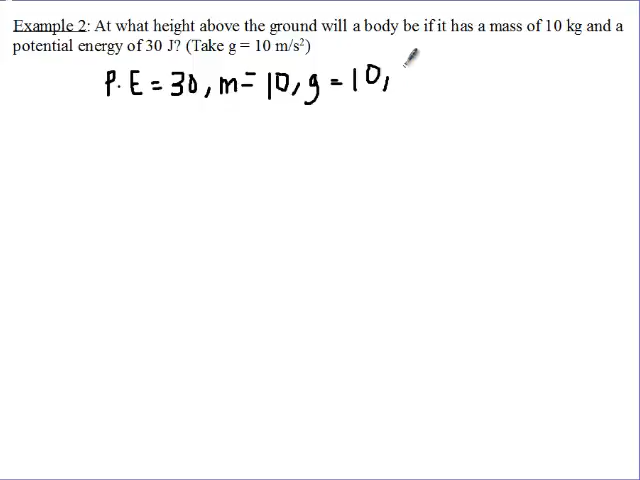 Example 2: At what height above the ground will a body be if it has a mass of 10 kg and a
potential energy of 30 J? (Take g = 10 m/s²)
P.E = 30, m = 10, g = 10,